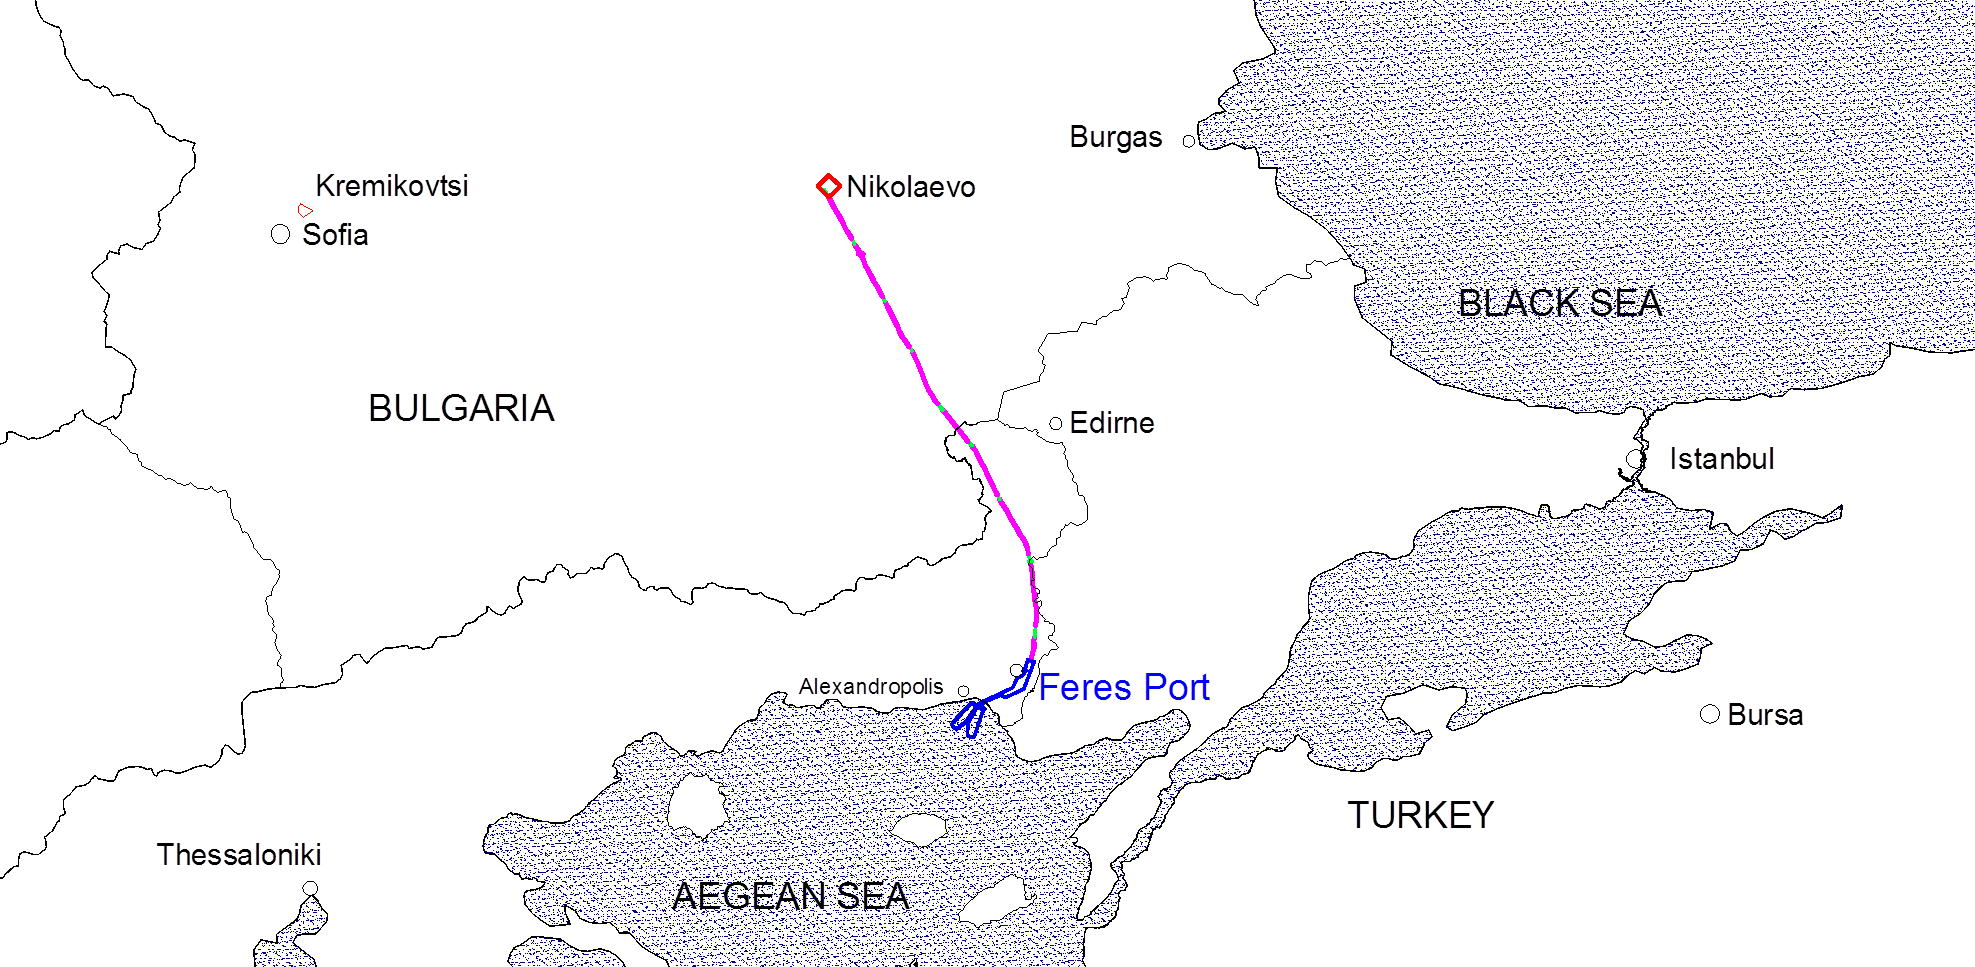 Burgas
Kremikovtsi
Nikolaevo
Sofia
BLACK SEA
BULGARIA
Edirne
Istanbul
Alexandropolis
Feres Port
Bursa
TURKEY
Thessaloniki
AEGEAN SEA